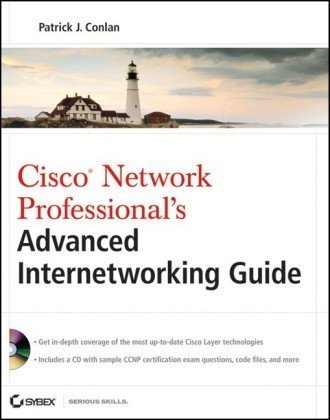 Patrick J. Conlan
Cisco® Network
Professional's
Advanced
Internetworking Guide
• Get in-depth coverage of the most up-to-date Cisco Layer technologies
• Includes a CD with sample CCNP certification exam questions, code files, and more
SYBEX
SERIOUS SKILLS.